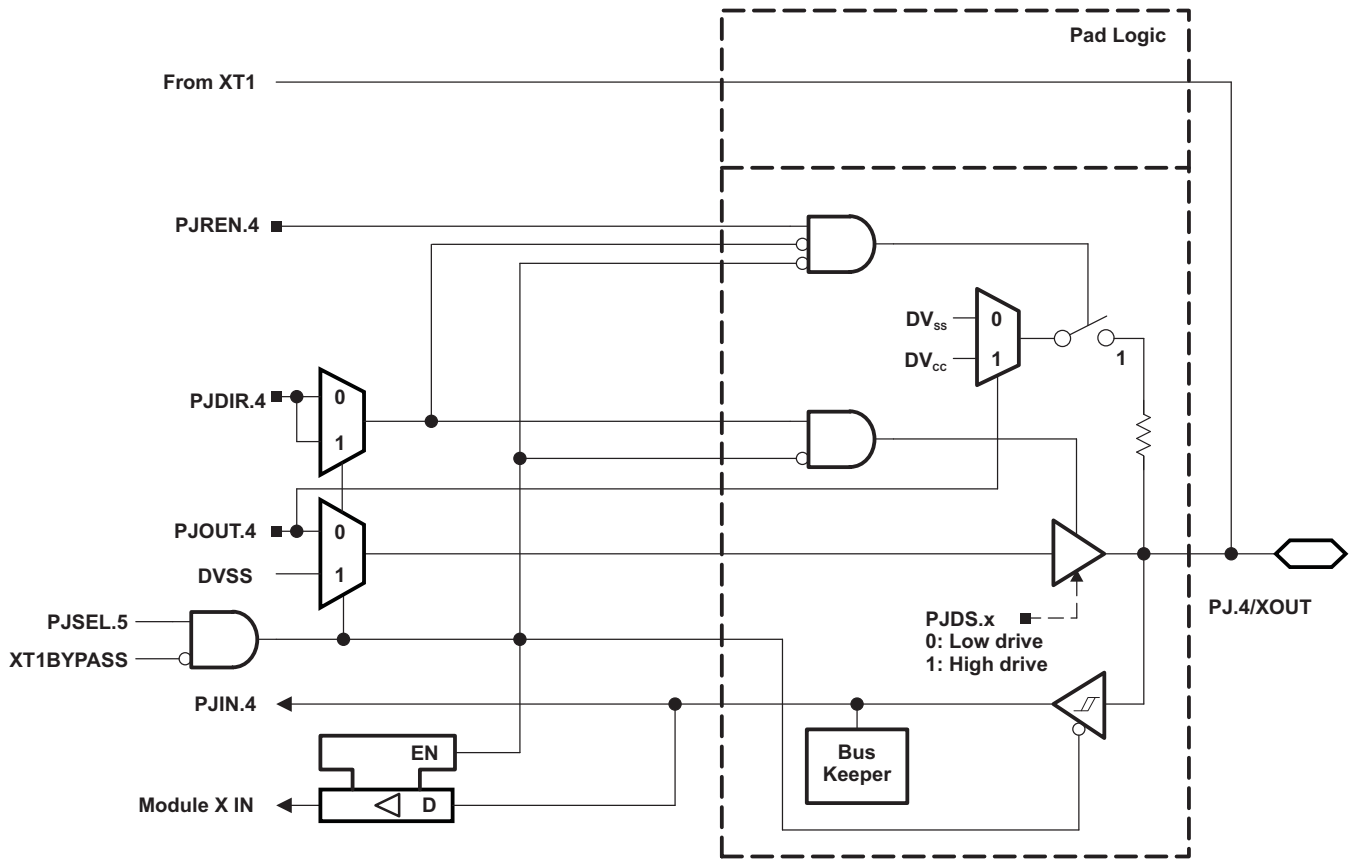 Pad Logic
From XT1
PJREN.4
DVss
0
DVcc
1
1
PJDIR.4
0
1
PJOUT.4
0
DVSS
1
PJSEL.5
XT1BYPASS
PJDS.x
0: Low drive
1: High drive
PJ.4/XOUT
PJIN.4
EN
Bus
Keeper
Module X IN
D